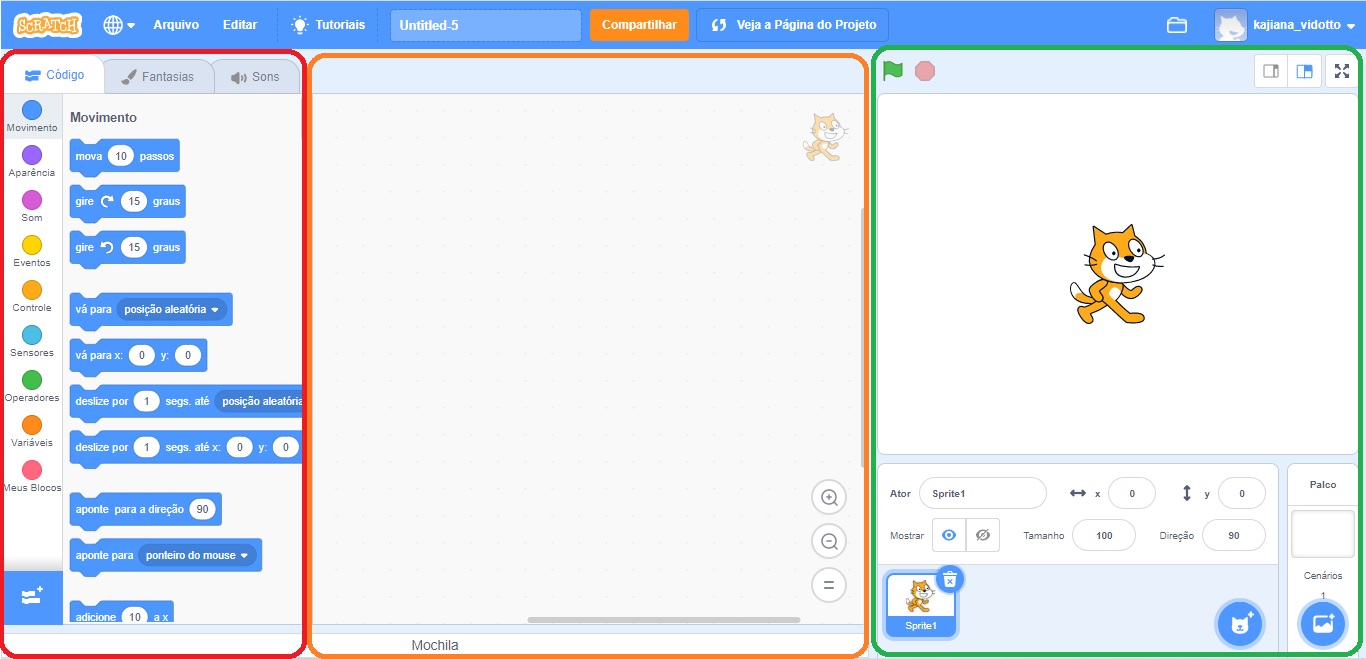 SCRATCH Arquivo Editar Tutoriais Untitled-5 Compartilhar Veja a Página do Projeto kajiana_vidotto
Código Fantasias Sons
Movimento
Aparência
Som
Eventos
Controle
Sensores
Operadores
Variáveis
Meus Blocos
Movimento
mova 10 passos
gire 15 graus
gire 15 graus
vá para posição aleatória
vá para x: 0 y: 0
deslize por 1 segs. até posição aleatória
deslize por 1 segs. até x: 0 y: 0
aponte para a direção 90
aponte para ponteiro do mouse
adicione 10 a x
Mochila
Ator Sprite1 x 0 y 0
Mostrar Tamanho 100 Direção 90
Sprite1
Palco
Cenários
1